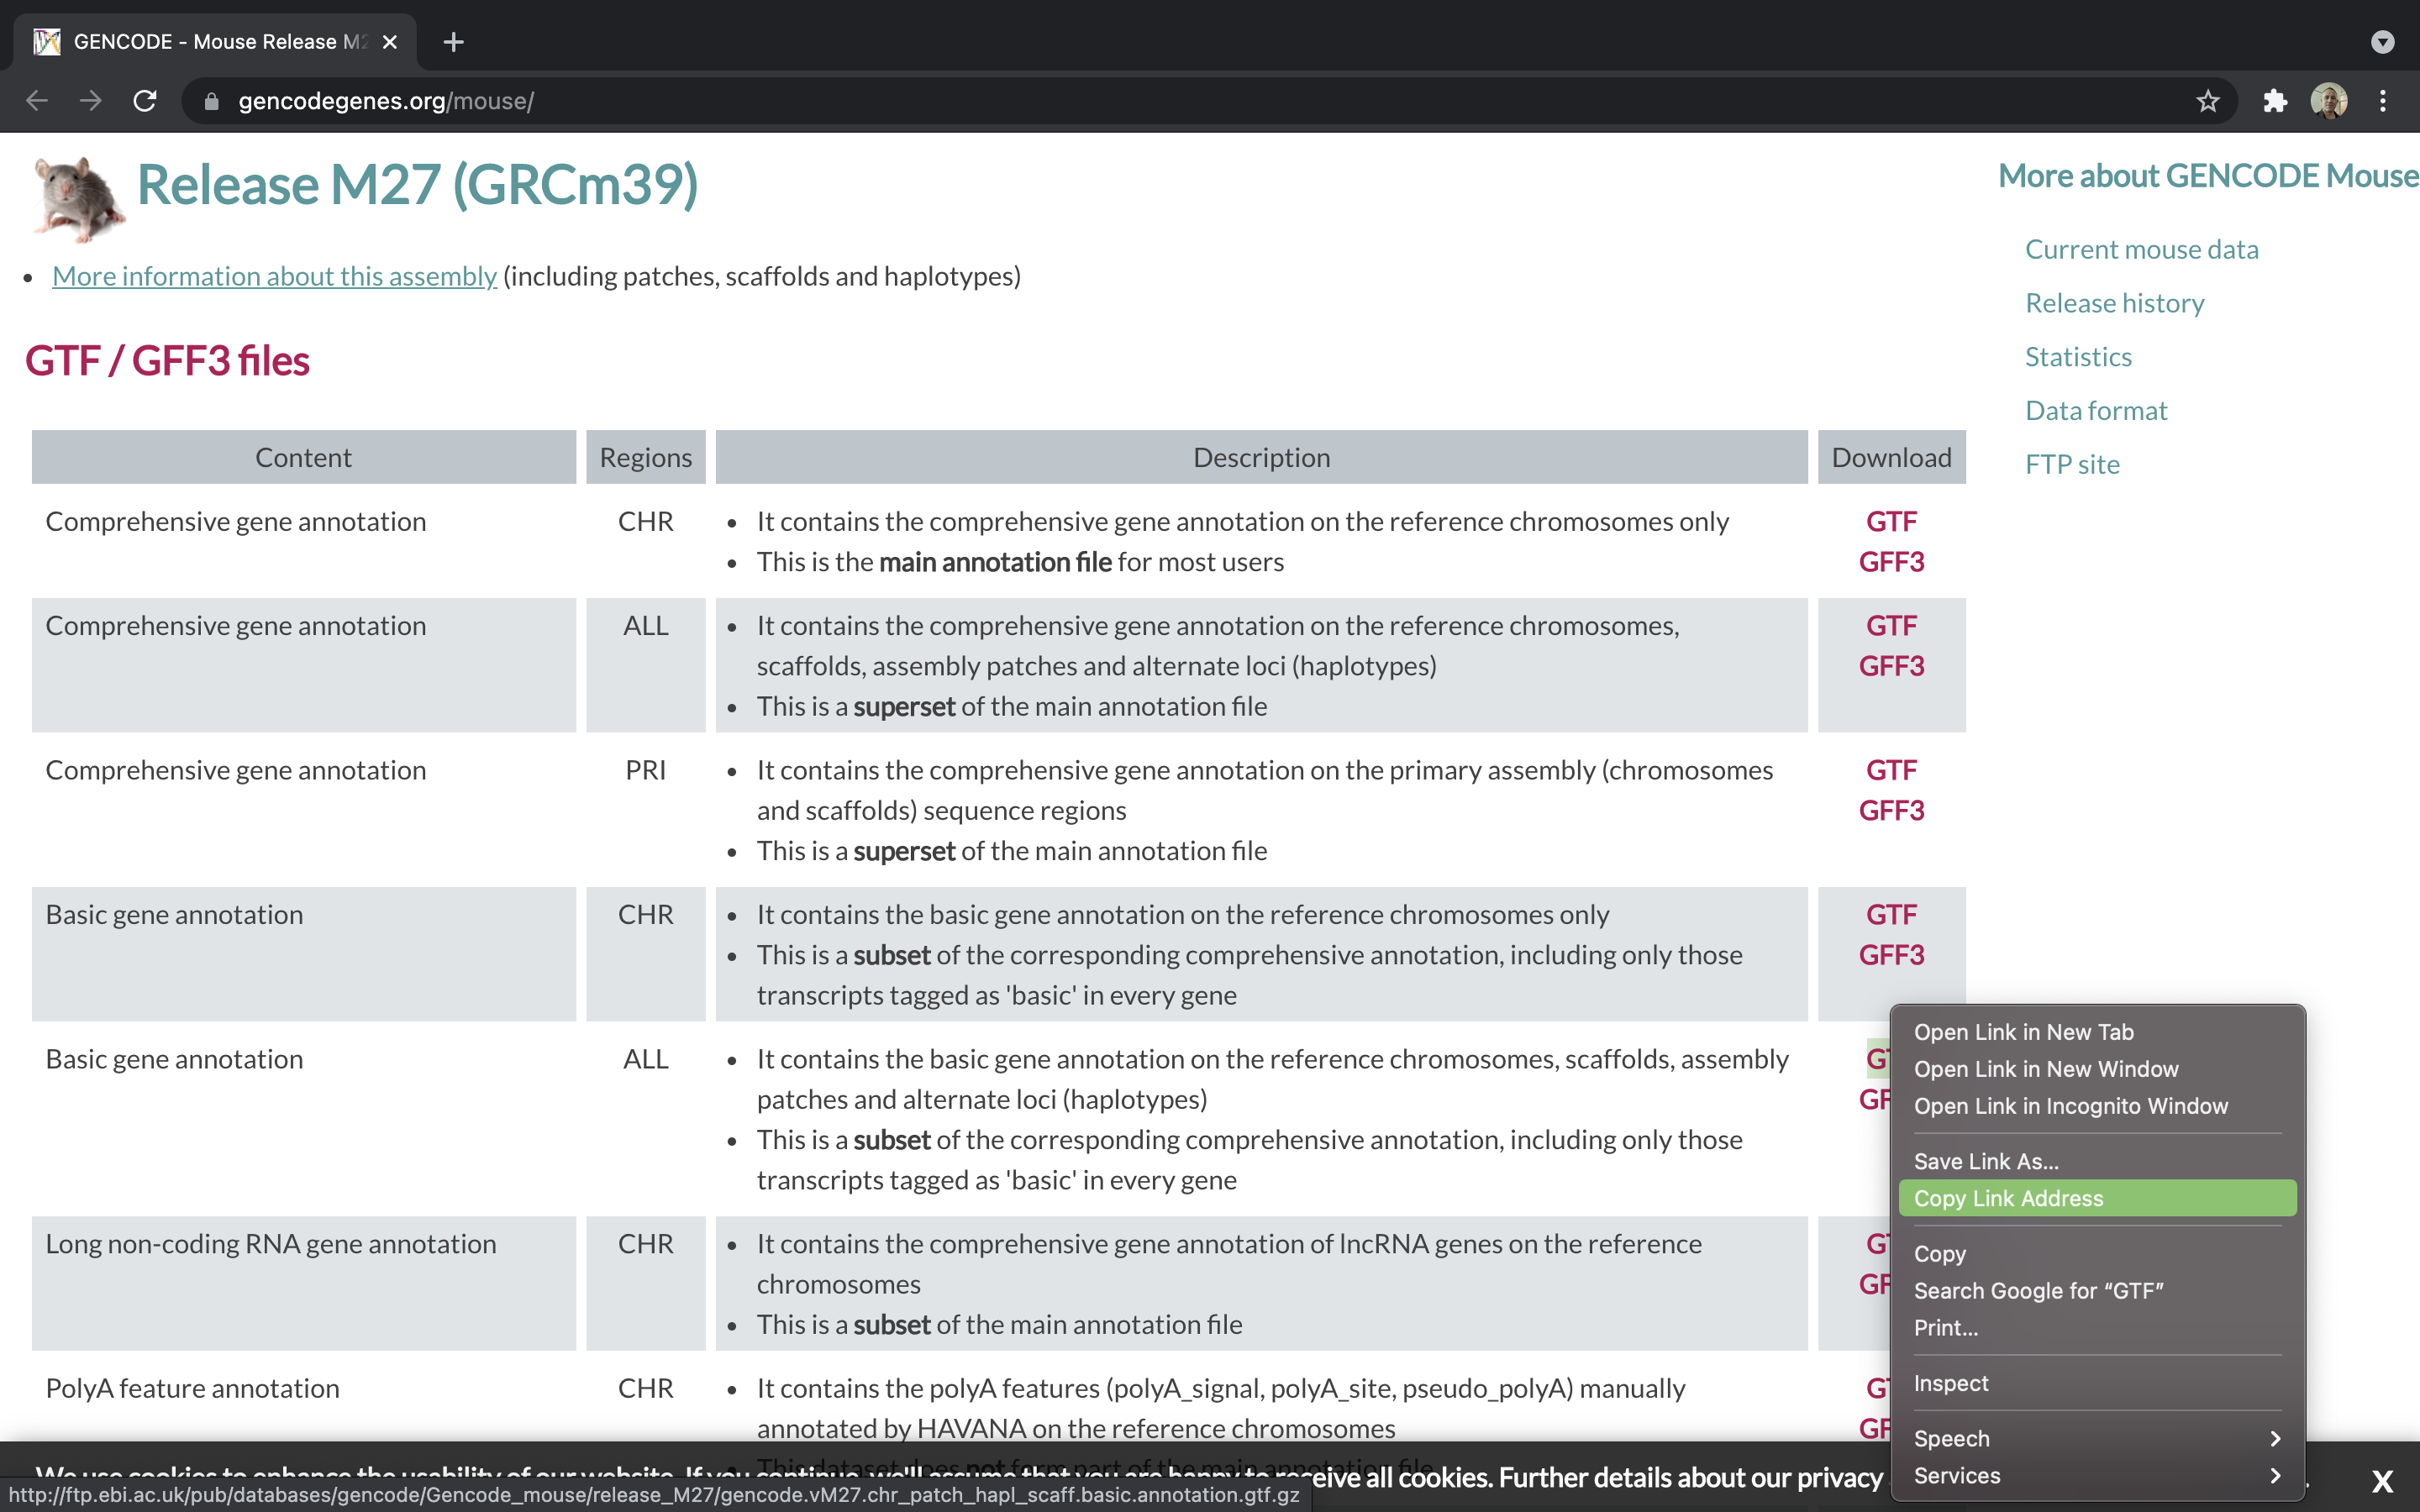 GENCODE - Mouse Release M2
gencodegenes.org/mouse/
Release M27 (GRCm39)
More about GENCODE Mouse
Current mouse data
Release history
Statistics
Data format
FTP site
• More information about this assembly (including patches, scaffolds and haplotypes)
GTF / GFF3 files
Content Regions Description Download
Comprehensive gene annotation CHR • It contains the comprehensive gene annotation on the reference chromosomes only GTF
• This is the main annotation file for most users GFF3
Comprehensive gene annotation ALL • It contains the comprehensive gene annotation on the reference chromosomes, GTF
scaffolds, assembly patches and alternate loci (haplotypes) GFF3
• This is a superset of the main annotation file
Comprehensive gene annotation PRI • It contains the comprehensive gene annotation on the primary assembly (chromosomes GTF
and scaffolds) sequence regions GFF3
• This is a superset of the main annotation file
Basic gene annotation CHR • It contains the basic gene annotation on the reference chromosomes only GTF
• This is a subset of the corresponding comprehensive annotation, including only those GFF3
transcripts tagged as 'basic' in every gene
Basic gene annotation ALL • It contains the basic gene annotation on the reference chromosomes, scaffolds, assembly GT
patches and alternate loci (haplotypes) GF
• This is a subset of the corresponding comprehensive annotation, including only those
transcripts tagged as 'basic' in every gene
Long non-coding RNA gene annotation CHR • It contains the comprehensive gene annotation of lncRNA genes on the reference GT
chromosomes GF
• This is a subset of the main annotation file
PolyA feature annotation CHR • It contains the polyA features (polyA_signal, polyA_site, pseudo_polyA) manually GT
annotated by HAVANA on the reference chromosomes GF
• This dataset does not form part of the main annotation file
Open Link in New Tab
Open Link in New Window
Open Link in Incognito Window
Save Link As...
Copy Link Address
Copy
Search Google for “GTF”
Print...
Inspect
Speech
Services
We use cookies to enhance the usability of our website. If you continue, we'll assume that you are happy to receive all cookies. Further details about our privacy X
http://ftp.ebi.ac.uk/pub/databases/gencode/Gencode_mouse/release_M27/gencode.vM27.chr_patch_hapl_scaff.basic.annotation.gtf.gz